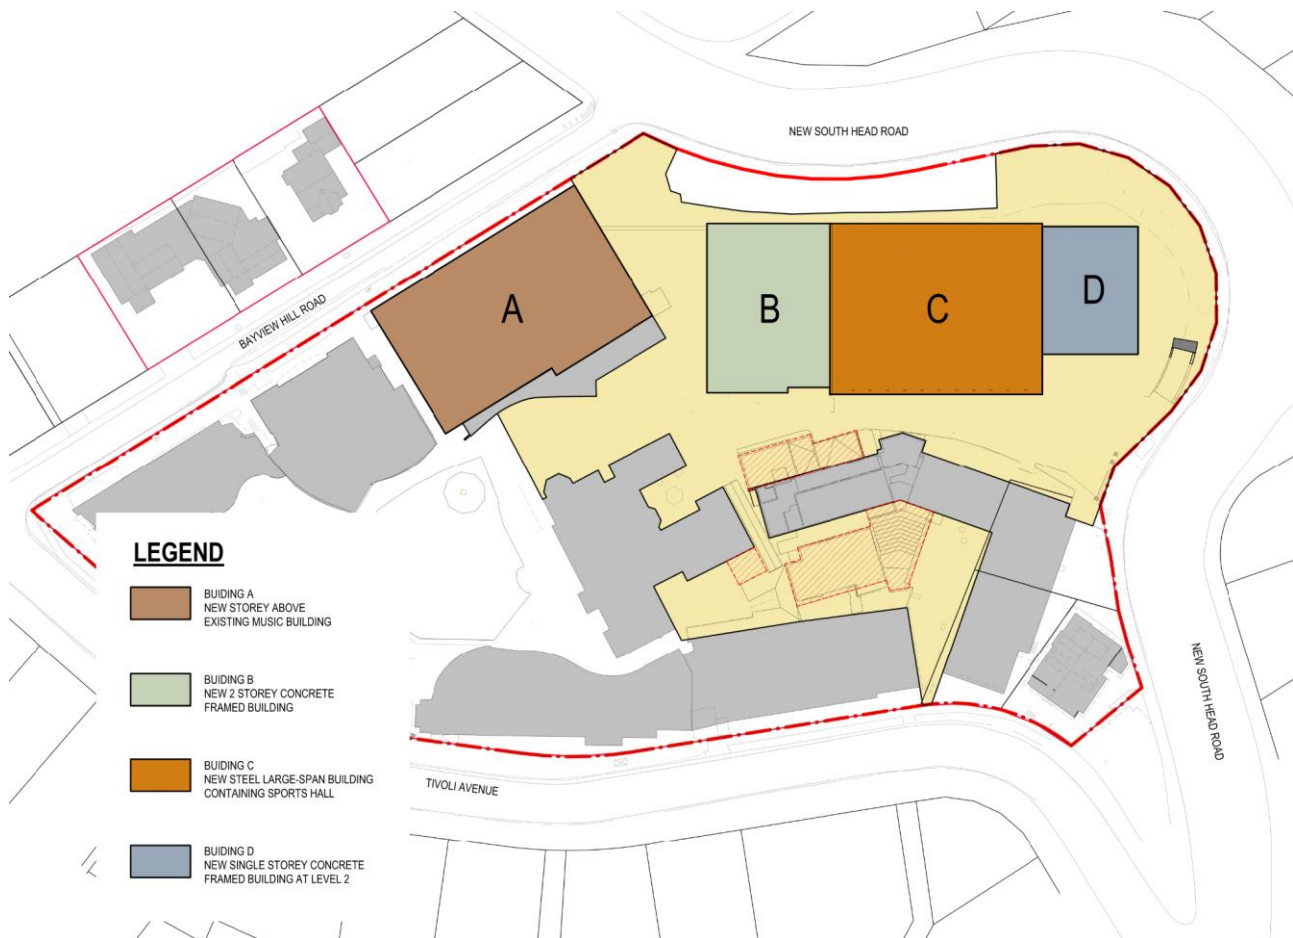 NEW SOUTH HEAD ROAD
BAYVIEW HILL ROAD
A
B
C
D
NEW SOUTH HEAD ROAD
TIVOLI AVENUE
LEGEND
BUIDING A
NEW STOREY ABOVE
EXISTING MUSIC BUILDING
BUIDING B
NEW 2 STOREY CONCRETE
FRAMED BUILDING
BUIDING C
NEW STEEL LARGE-SPAN BUILDING
CONTAINING SPORTS HALL
BUIDING D
NEW SINGLE STOREY CONCRETE
FRAMED BUILDING AT LEVEL 2